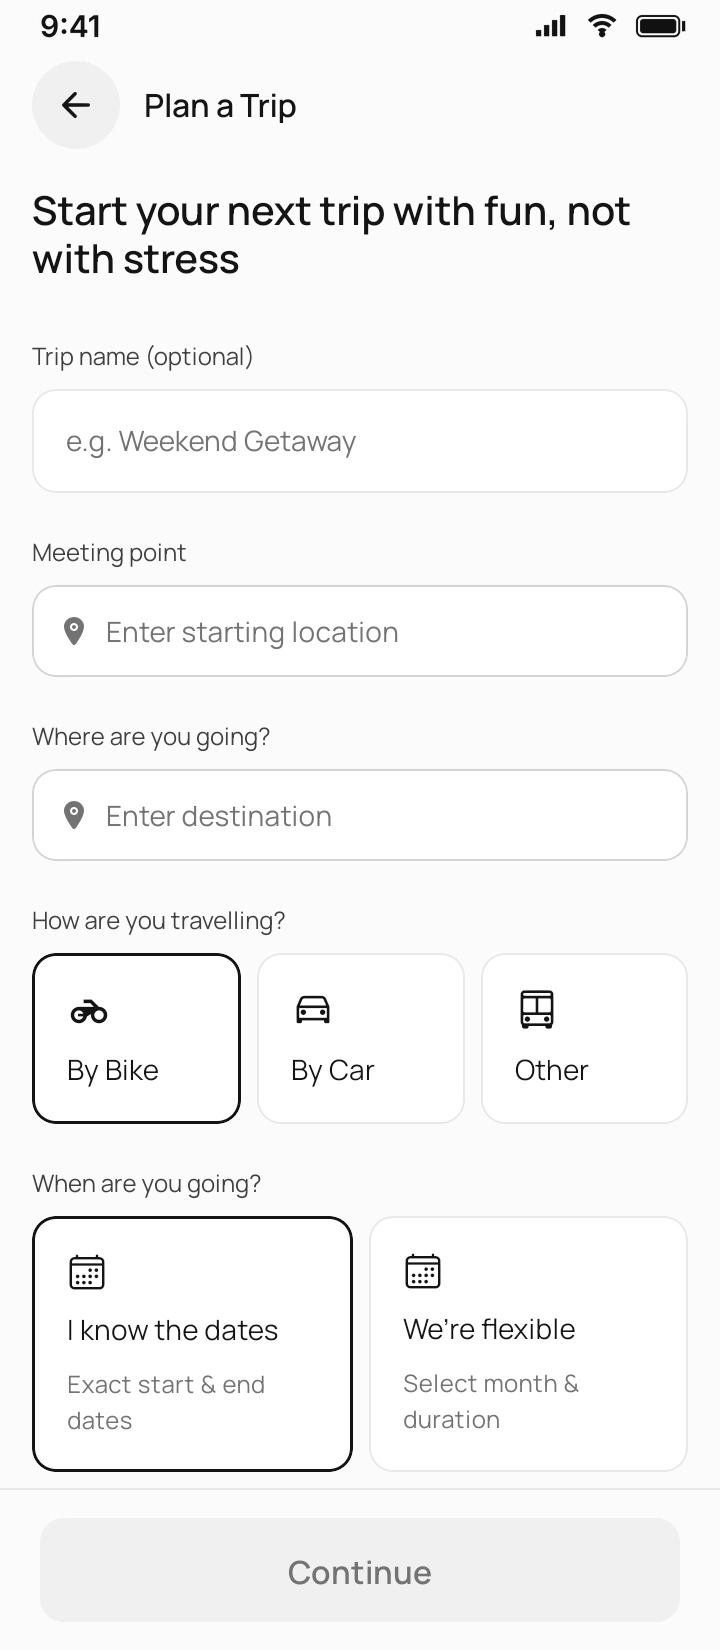 9:41
Plan a Trip
Start your next trip with fun, not
with stress
Trip name (optional)
e.g. Weekend Getaway
Meeting point
Enter starting location
Where are you going?
Enter destination
How are you travelling?
By Bike
By Car
Other
When are you going?
I know the dates
Exact start & end
dates
We’re flexible
Select month &
duration
Continue